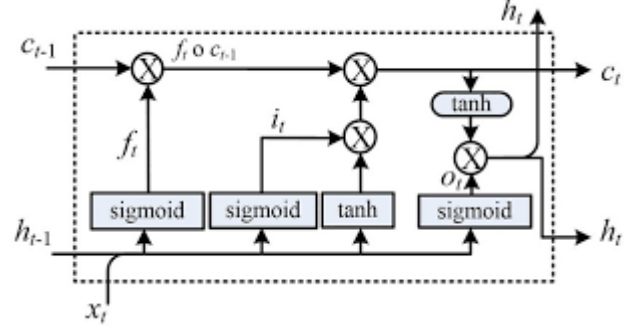 h_t
c_{t-1}
X
f_t o c_{t-1}
X
c_t
tanh
f_t
i_t
X
X
o_t
sigmoid
sigmoid
tanh
sigmoid
h_{t-1}
h_t
x_t